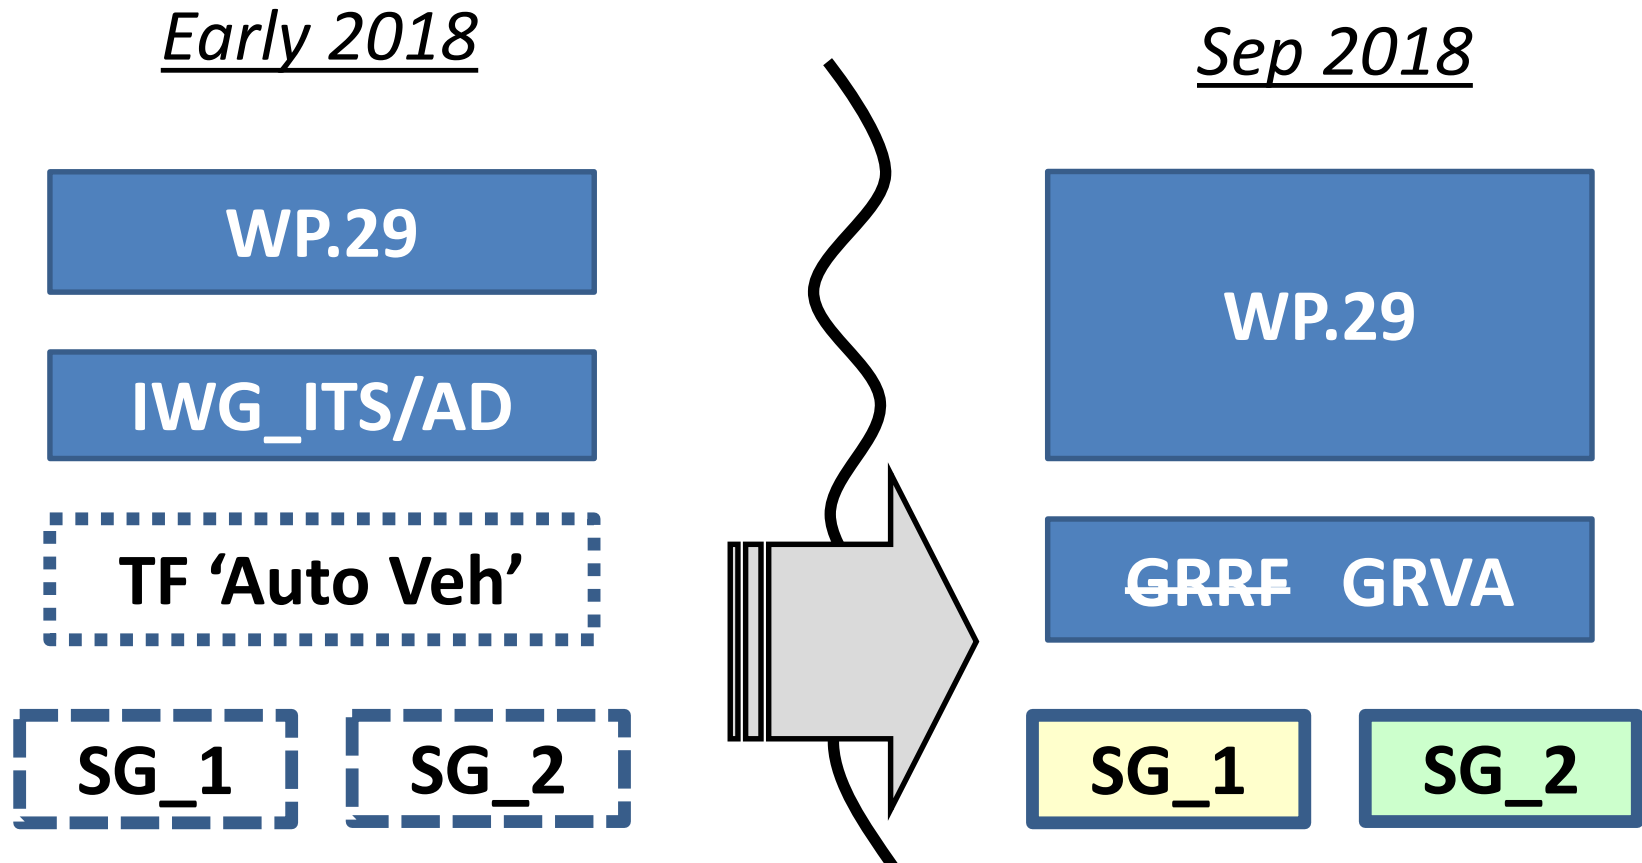 Early 2018
WP.29
IWG_ITS/AD
TF ‘Auto Veh’
SG_1 SG_2
Sep 2018
WP.29
GRRF GRVA
SG_1 SG_2